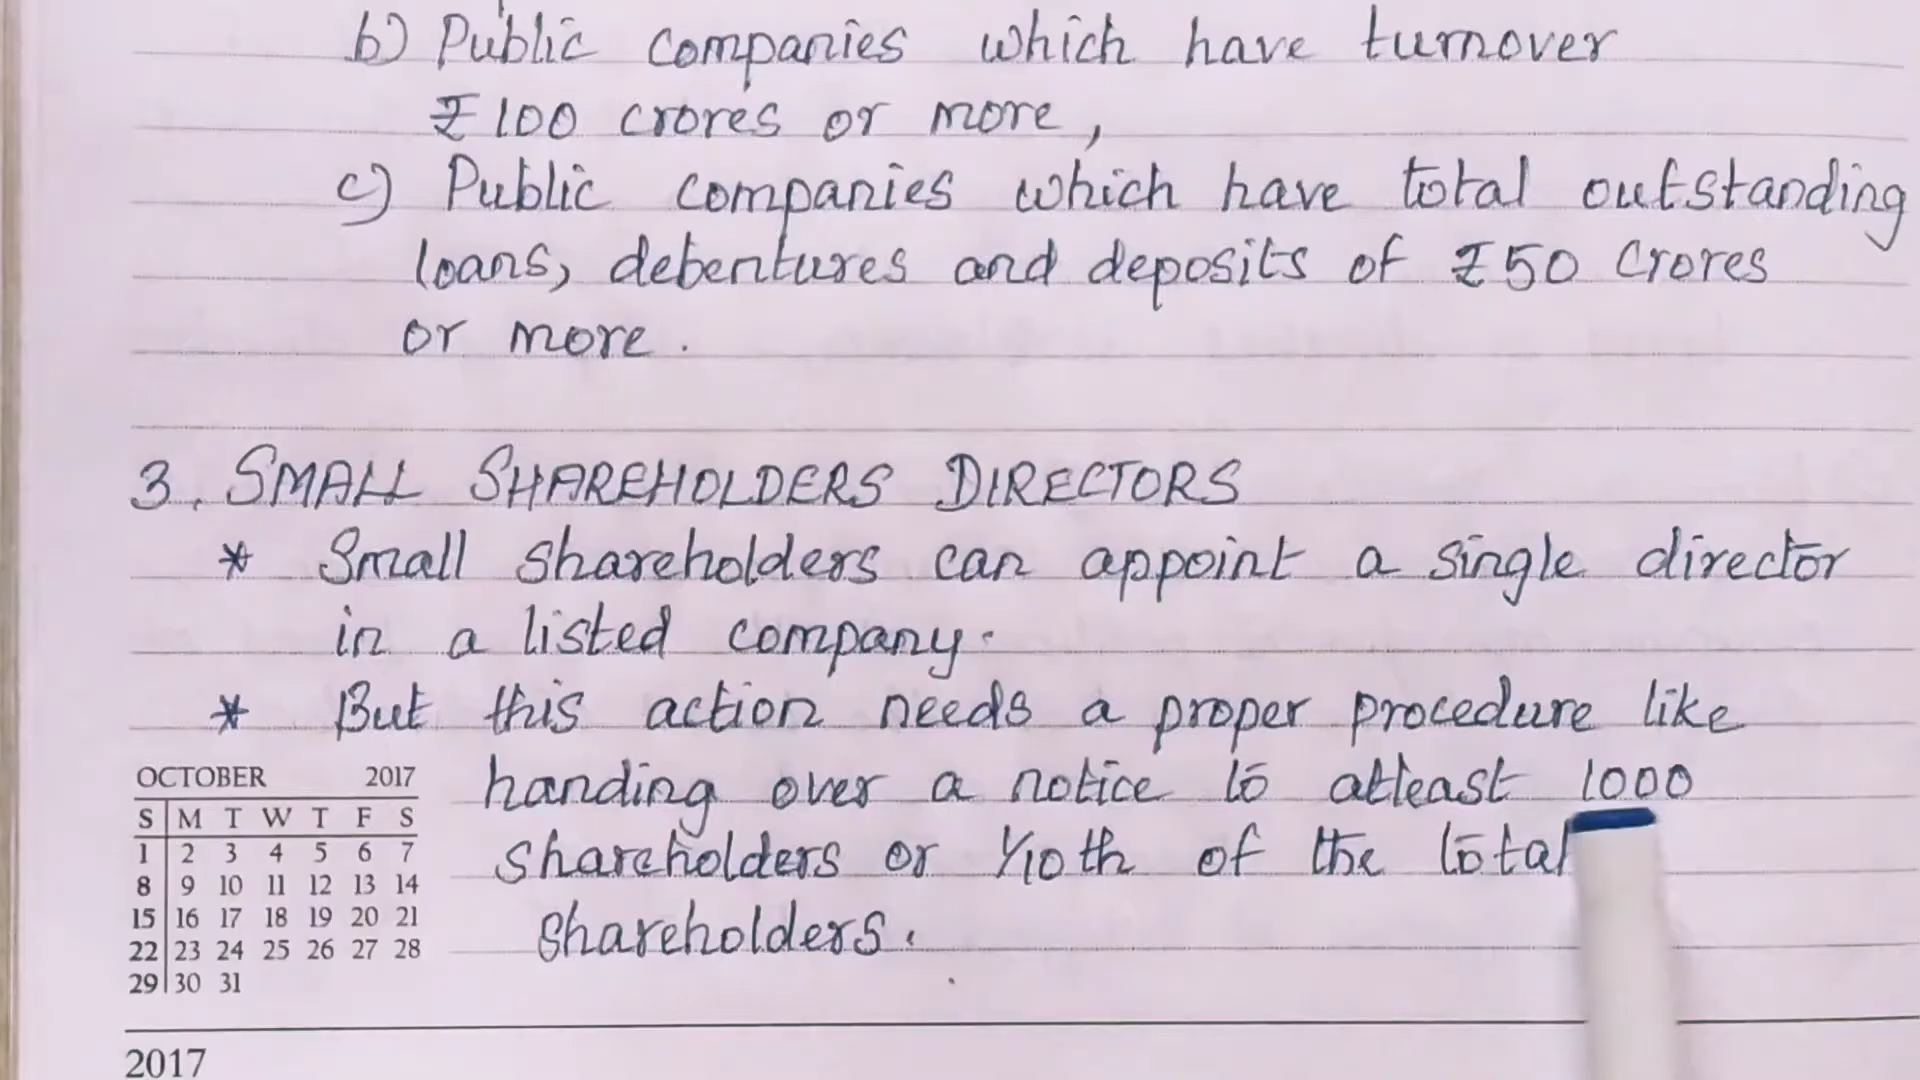 b) Public companies which have turnover
₹100 crores or more,
c) Public companies which have total outstanding
loans, debentures and deposits of ₹50 Crores
or more.
3. SMALL SHAREHOLDERS DIRECTORS
* Small shareholders can appoint a single director
in a listed company.
* But this action needs a proper procedure like
handing over a notice to atleast 1000
shareholders or 1/10th of the total
shareholders.
OCTOBER 2017
S M T W T F S
1 2 3 4 5 6 7
8 9 10 11 12 13 14
15 16 17 18 19 20 21
22 23 24 25 26 27 28
29 30 31
2017